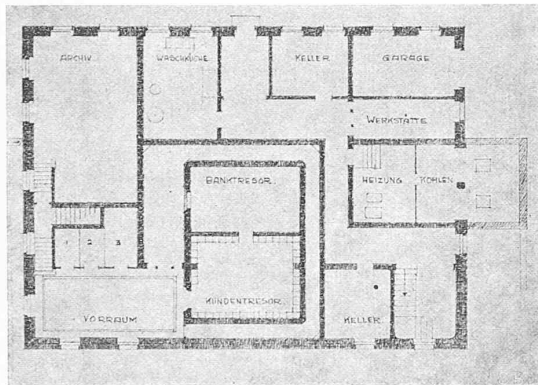 ARCHIV.
WASCHKÜCHE
KELLER
GARAGE
WERKSTÄTTE
HEIZUNG
KOHLEN
BANKTRESOR.
1 2 3
KUNDENTRESOR.
VORRAUM
KELLER